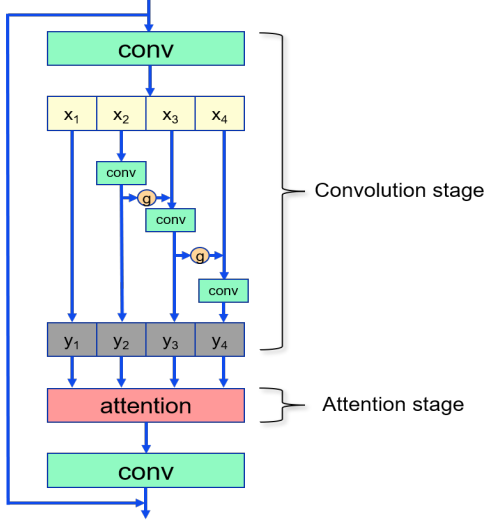 conv
x1 x2 x3 x4
conv
g
conv
g
conv
Convolution stage
y1 y2 y3 y4
attention
Attention stage
conv